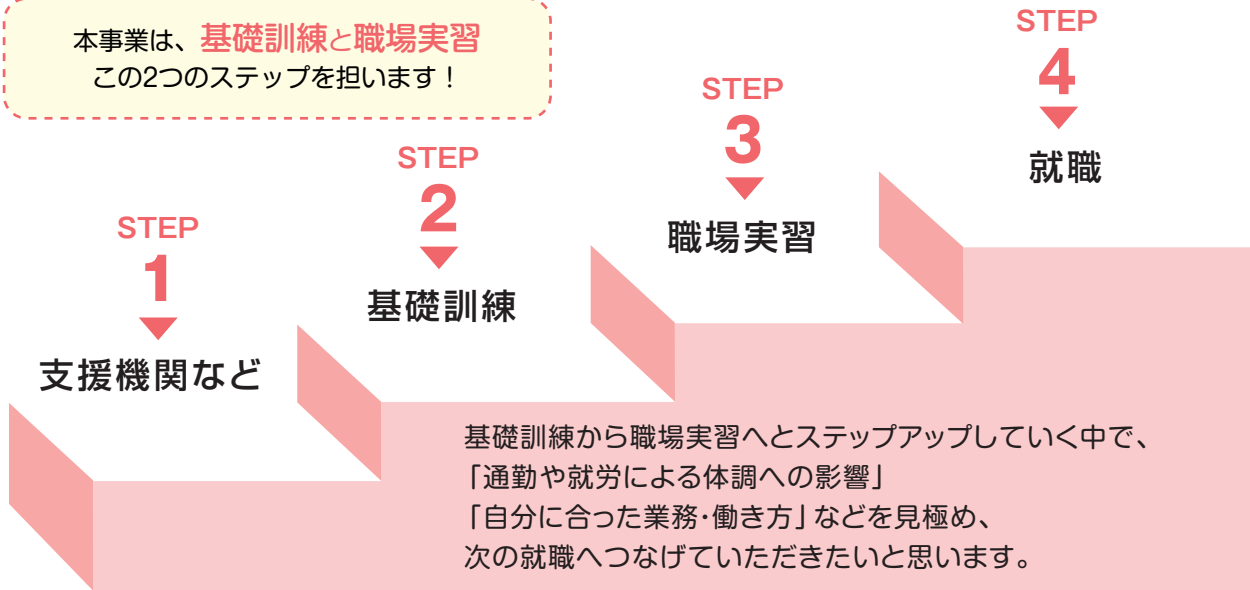 本事業は、基礎訓練と職場実習
この2つのステップを担います！
STEP
1
支援機関など
STEP
2
基礎訓練
STEP
3
職場実習
STEP
4
就職
基礎訓練から職場実習へとステップアップしていく中で、
「通勤や就労による体調への影響」
「自分に合った業務・働き方」などを見極め、
次の就職へつなげていただきたいと思います。